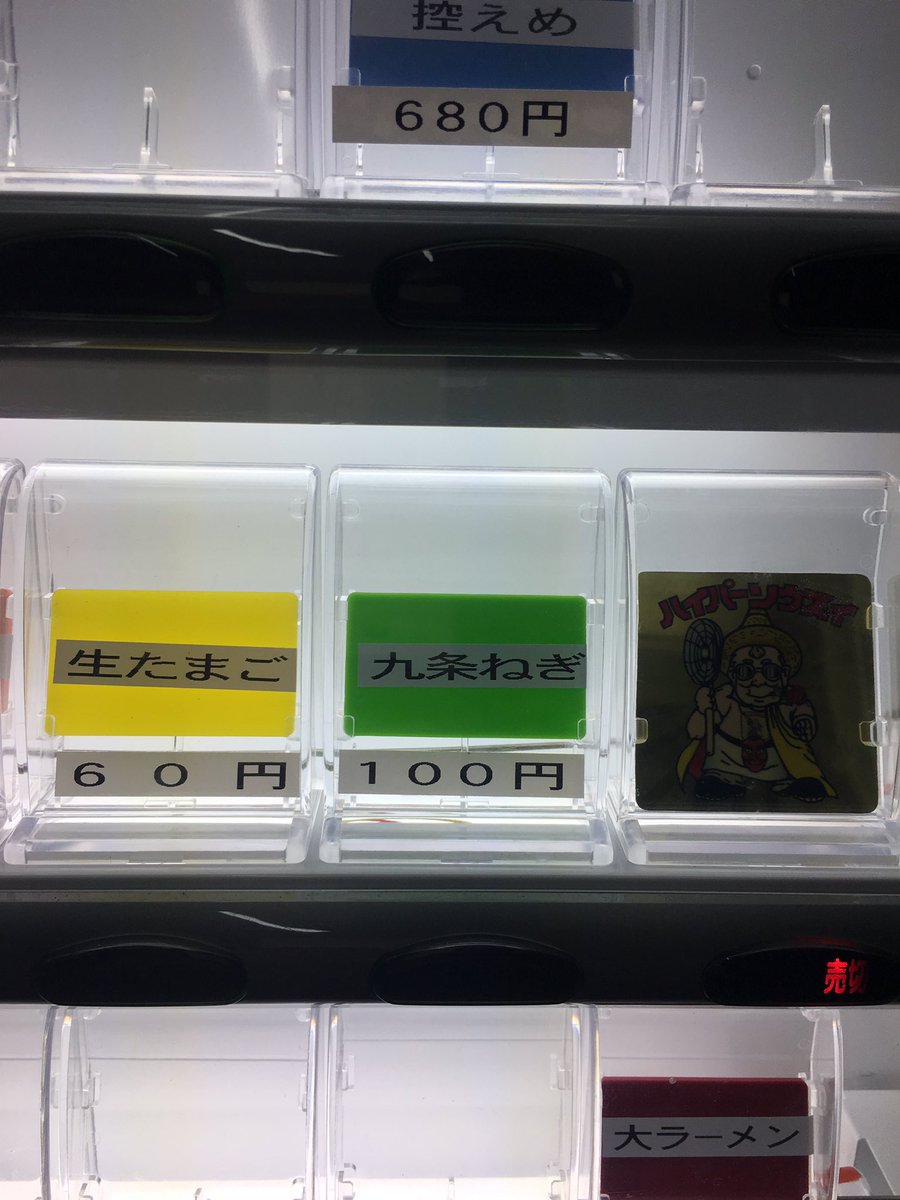 控えめ
680円
生たまご
九条ねぎ
60円
100円
ハイパーソウスイ
売切
大ラーメン